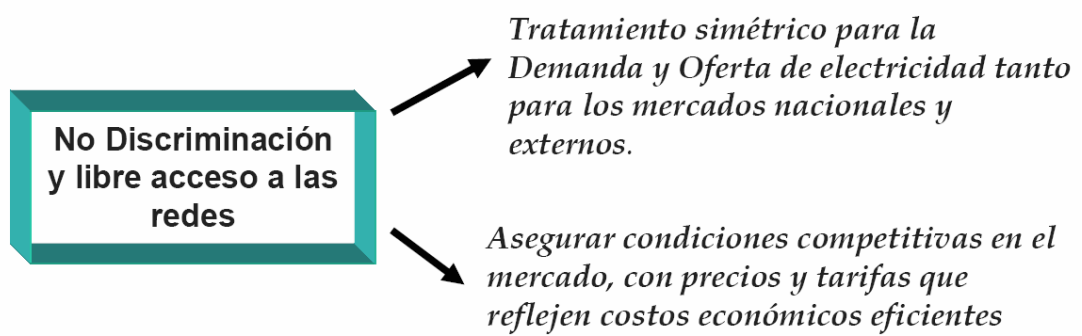 No Discriminación
y libre acceso a las
redes
Tratamiento simétrico para la
Demanda y Oferta de electricidad tanto
para los mercados nacionales y
externos.
Asegurar condiciones competitivas en el
mercado, con precios y tarifas que
reflejen costos económicos eficientes